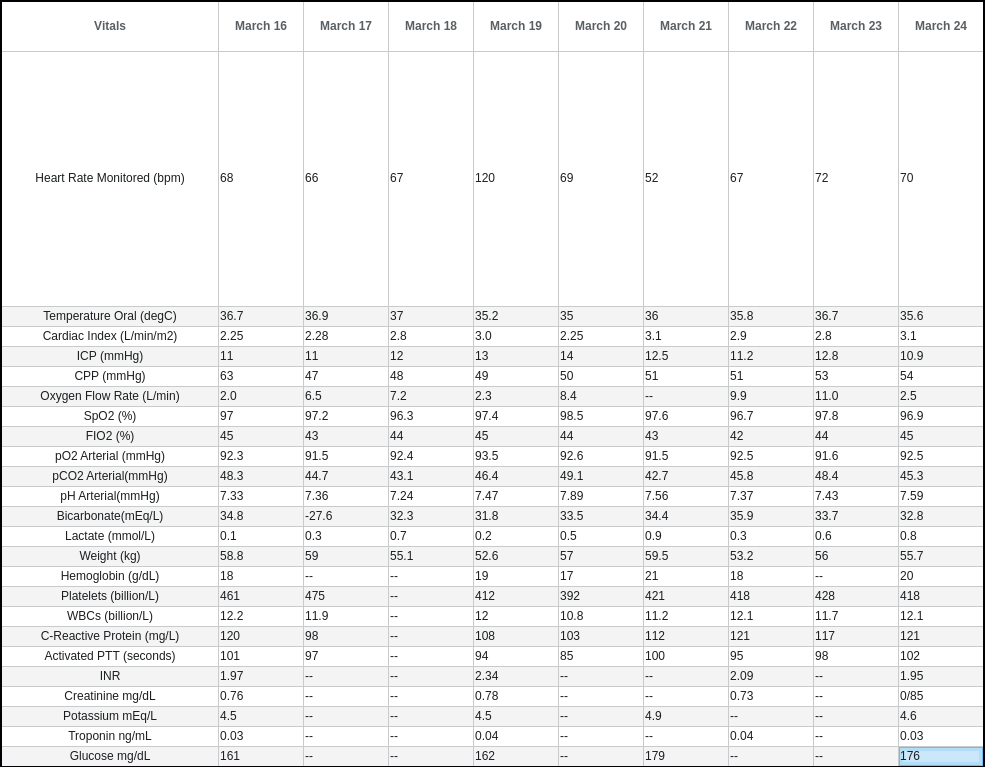 Vitals March 16 March 17 March 18 March 19 March 20 March 21 March 22 March 23 March 24
Heart Rate Monitored (bpm) 68 66 67 120 69 52 67 72 70
Temperature Oral (degC) 36.7 36.9 37 35.2 35 36 35.8 36.7 35.6
Cardiac Index (L/min/m2) 2.25 2.28 2.8 3.0 2.25 3.1 2.9 2.8 3.1
ICP (mmHg) 11 11 12 13 14 12.5 11.2 12.8 10.9
CPP (mmHg) 63 47 48 49 50 51 51 53 54
Oxygen Flow Rate (L/min) 2.0 6.5 7.2 2.3 8.4 -- 9.9 11.0 2.5
SpO2 (%) 97 97.2 96.3 97.4 98.5 97.6 96.7 97.8 96.9
FIO2 (%) 45 43 44 45 44 43 42 44 45
pO2 Arterial (mmHg) 92.3 91.5 92.4 93.5 92.6 91.5 92.5 91.6 92.5
pCO2 Arterial(mmHg) 48.3 44.7 43.1 46.4 49.1 42.7 45.8 48.4 45.3
pH Arterial(mmHg) 7.33 7.36 7.24 7.47 7.89 7.56 7.37 7.43 7.59
Bicarbonate(mEq/L) 34.8 -27.6 32.3 31.8 33.5 34.4 35.9 33.7 32.8
Lactate (mmol/L) 0.1 0.3 0.7 0.2 0.5 0.9 0.3 0.6 0.8
Weight (kg) 58.8 59 55.1 52.6 57 59.5 53.2 56 55.7
Hemoglobin (g/dL) 18 -- -- 19 17 21 18 -- 20
Platelets (billion/L) 461 475 -- 412 392 421 418 428 418
WBCs (billion/L) 12.2 11.9 -- 12 10.8 11.2 12.1 11.7 12.1
C-Reactive Protein (mg/L) 120 98 -- 108 103 112 121 117 121
Activated PTT (seconds) 101 97 -- 94 85 100 95 98 102
INR 1.97 -- -- 2.34 -- -- 2.09 -- 1.95
Creatinine mg/dL 0.76 -- -- 0.78 -- -- 0.73 -- 0/85
Potassium mEq/L 4.5 -- -- 4.5 -- 4.9 -- -- 4.6
Troponin ng/mL 0.03 -- -- 0.04 -- -- 0.04 -- 0.03
Glucose mg/dL 161 -- -- 162 -- 179 -- -- 176